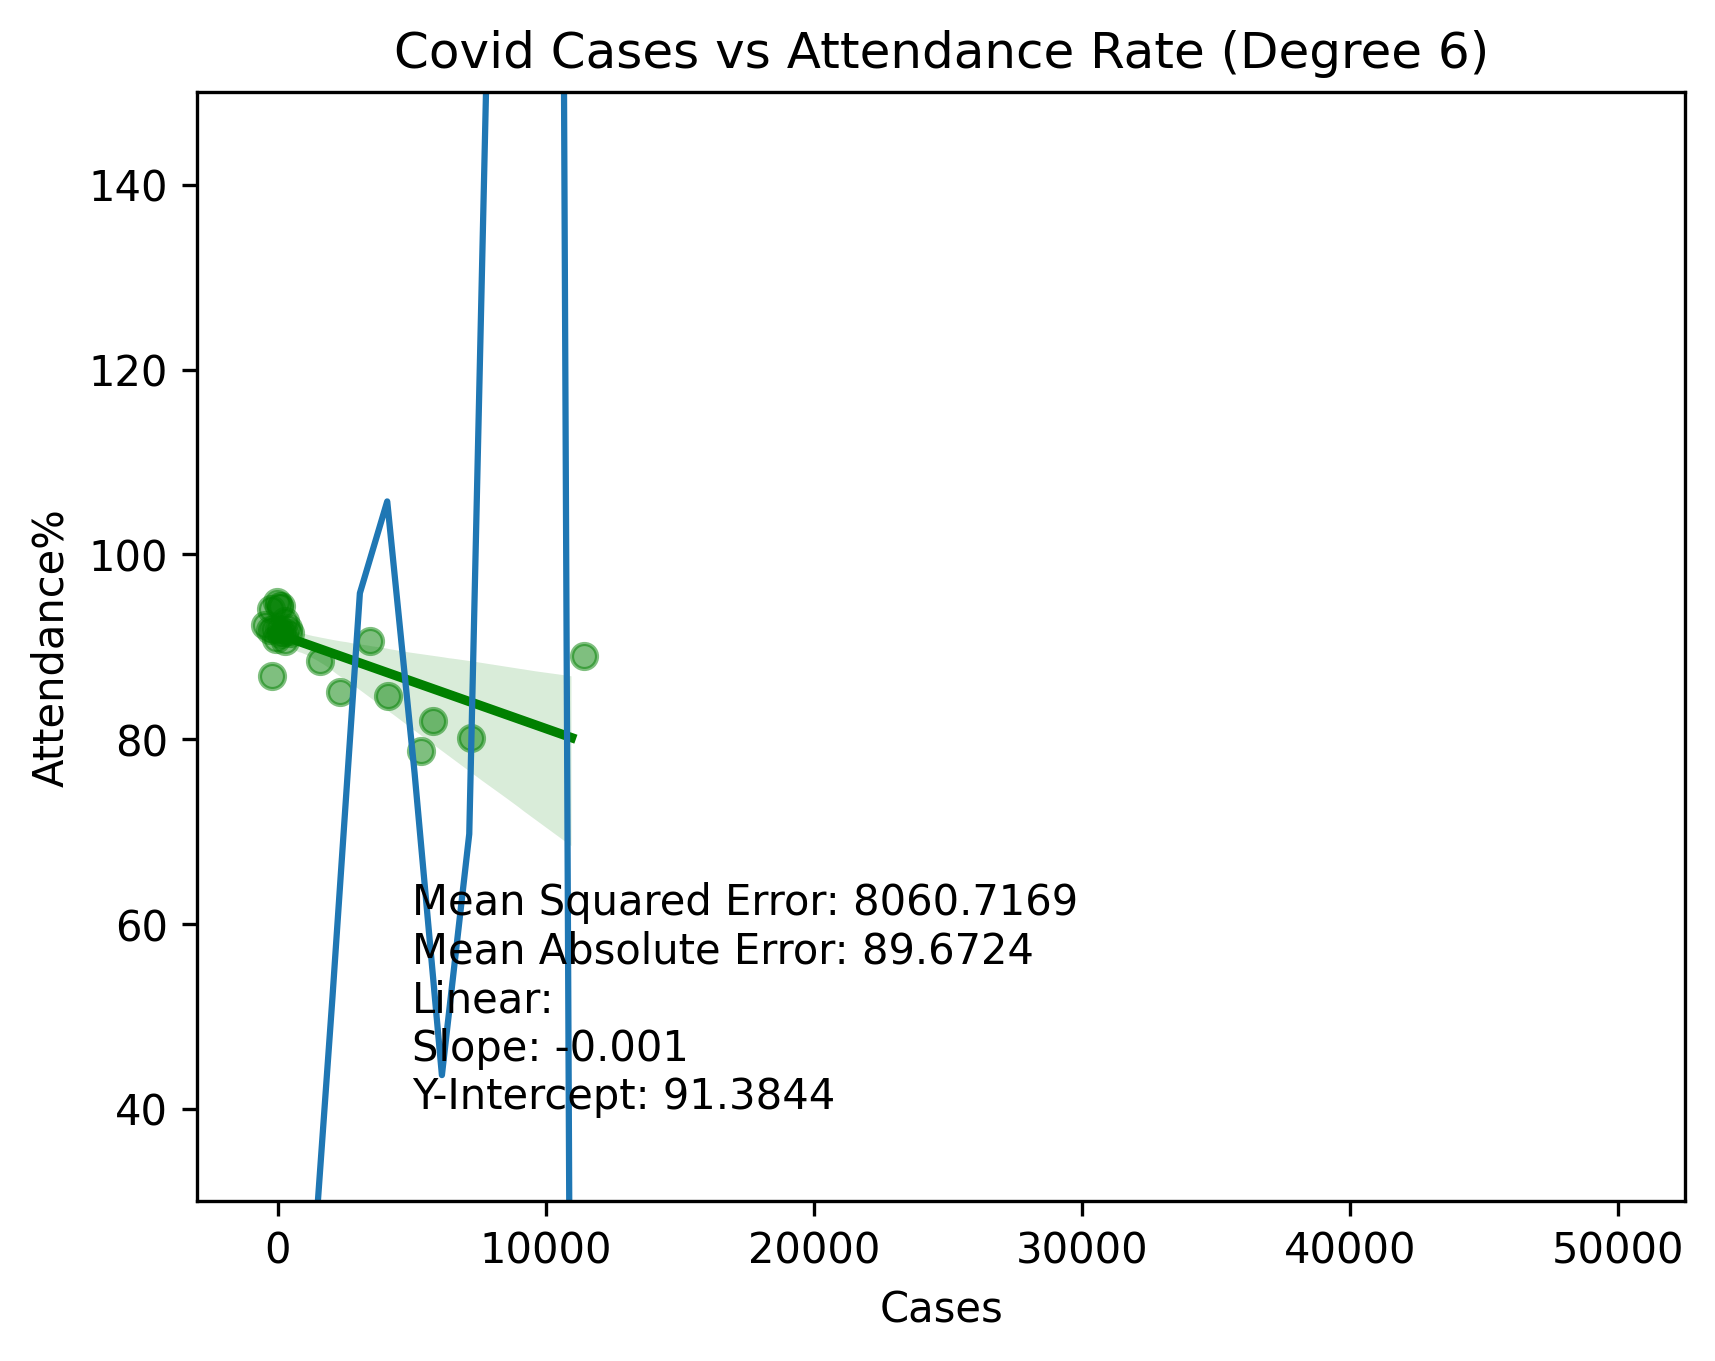 Covid Cases vs Attendance Rate (Degree 6)
140
120
100
80
60
40
Attendance%
Mean Squared Error: 8060.7169
Mean Absolute Error: 89.6724
Linear:
Slope: -0.001
Y-Intercept: 91.3844
0 10000 20000 30000 40000 50000
Cases